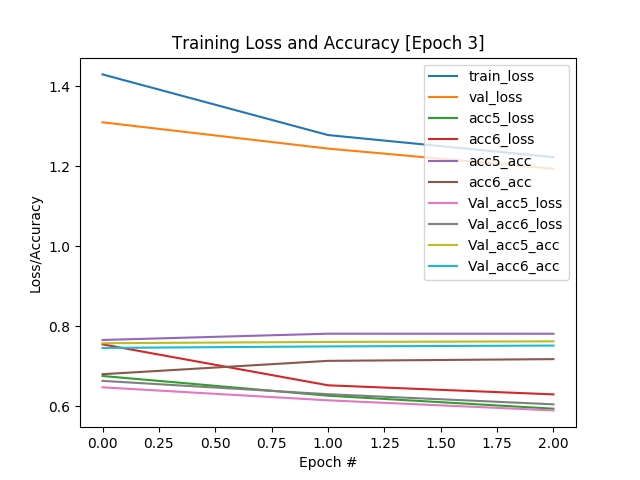 Training Loss and Accuracy [Epoch 3]
1.4
1.2
1.0
0.8
0.6
Loss/Accuracy
train_loss
val_loss
acc5_loss
acc6_loss
acc5_acc
acc6_acc
Val_acc5_loss
Val_acc6_loss
Val_acc5_acc
Val_acc6_acc
0.00 0.25 0.50 0.75 1.00 1.25 1.50 1.75 2.00
Epoch #